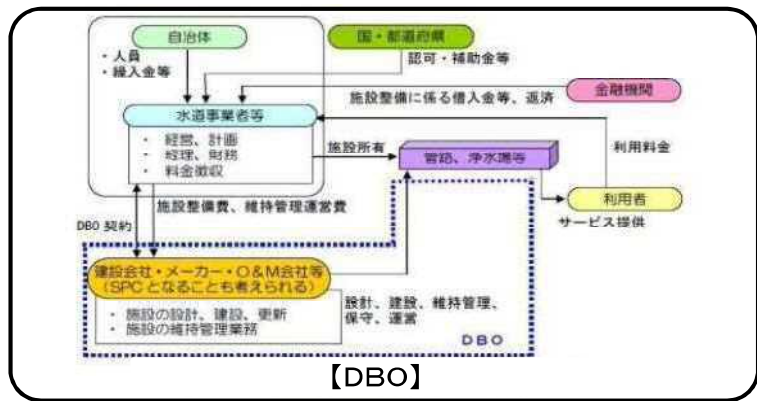 自治体
・人員
・繰入金等
国・都道府県
認可・補助金等
金融機関
施設整備に係る借入金等、返済
水道事業者等
・ 経営、計画
・ 経理、財務
・ 料金徴収
施設所有
管路、浄水場等
利用料金
利用者
サービス提供
施設整備費、維持管理運営費
DBO 契約
建設会社・メーカー・O&M会社等
（SPCとなることも考えられる）
・ 施設の設計、建設、更新
・ 施設の維持管理業務
設計、建設、維持管理、
保守、運営
DBO
【DBO】